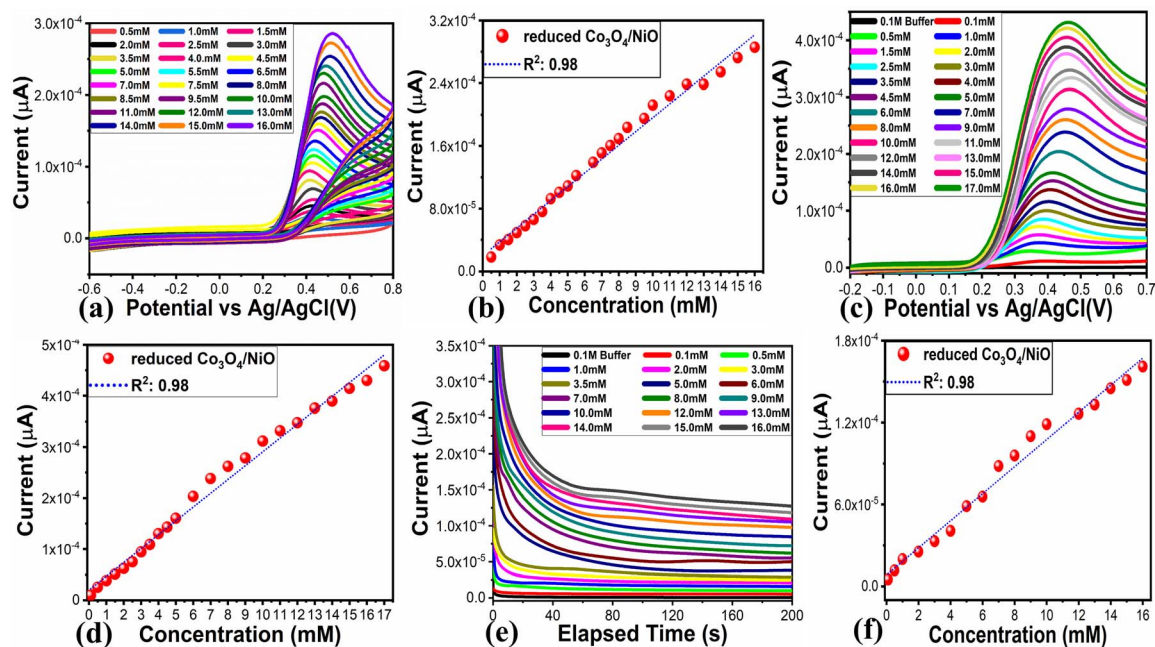 3.0x10⁻⁴
2.0x10⁻⁴
1.0x10⁻⁴
0.0
Current (µA)
0.5mM 1.0mM 1.5mM
2.0mM 2.5mM 3.0mM
3.5mM 4.0mM 4.5mM
5.0mM 5.5mM 6.5mM
7.0mM 7.5mM 8.0mM
8.5mM 9.5mM 10.0mM
11.0mM 12.0mM 13.0mM
14.0mM 15.0mM 16.0mM
-0.6 -0.4 -0.2 0.0 0.2 0.4 0.6 0.8
(a) Potential vs Ag/AgCl(V)
3.2x10⁻⁴
2.4x10⁻⁴
1.6x10⁻⁴
8.0x10⁻⁵
0.0
Current (µA)
reduced Co₃O₄/NiO
R²: 0.98
0 1 2 3 4 5 6 7 8 9 10 11 12 13 14 15 16
(b) Concentration (mM)
4.0x10⁻⁴
3.0x10⁻⁴
2.0x10⁻⁴
1.0x10⁻⁴
0.0
Current (µA)
0.1M Buffer 0.1mM
0.5mM 1.0mM
1.5mM 2.0mM
2.5mM 3.0mM
3.5mM 4.0mM
4.5mM 5.0mM
6.0mM 7.0mM
8.0mM 9.0mM
10.0mM 11.0mM
12.0mM 13.0mM
14.0mM 15.0mM
16.0mM 17.0mM
-0.2 -0.1 0.0 0.1 0.2 0.3 0.4 0.5 0.6 0.7
(c) Potential vs Ag/AgCl(V)
5x10⁻⁴
4x10⁻⁴
3x10⁻⁴
2x10⁻⁴
1x10⁻⁴
0
Current (µA)
reduced Co₃O₄/NiO
R²: 0.98
0 1 2 3 4 5 6 7 8 9 10 11 12 13 14 15 16 17
(d) Concentration (mM)
3.5x10⁻⁴
3.0x10⁻⁴
2.5x10⁻⁴
2.0x10⁻⁴
1.5x10⁻⁴
1.0x10⁻⁴
5.0x10⁻⁵
0.0
Current (µA)
0.1M Buffer 0.1mM 0.5mM
1.0mM 2.0mM 3.0mM
3.5mM 5.0mM 6.0mM
7.0mM 8.0mM 9.0mM
10.0mM 12.0mM 13.0mM
14.0mM 15.0mM 16.0mM
0 40 80 120 160 200
(e) Elapsed Time (s)
1.8x10⁻⁴
1.2x10⁻⁴
6.0x10⁻⁵
0.0
Current (µA)
reduced Co₃O₄/NiO
R²: 0.98
0 2 4 6 8 10 12 14 16
Concentration (mM) (f)